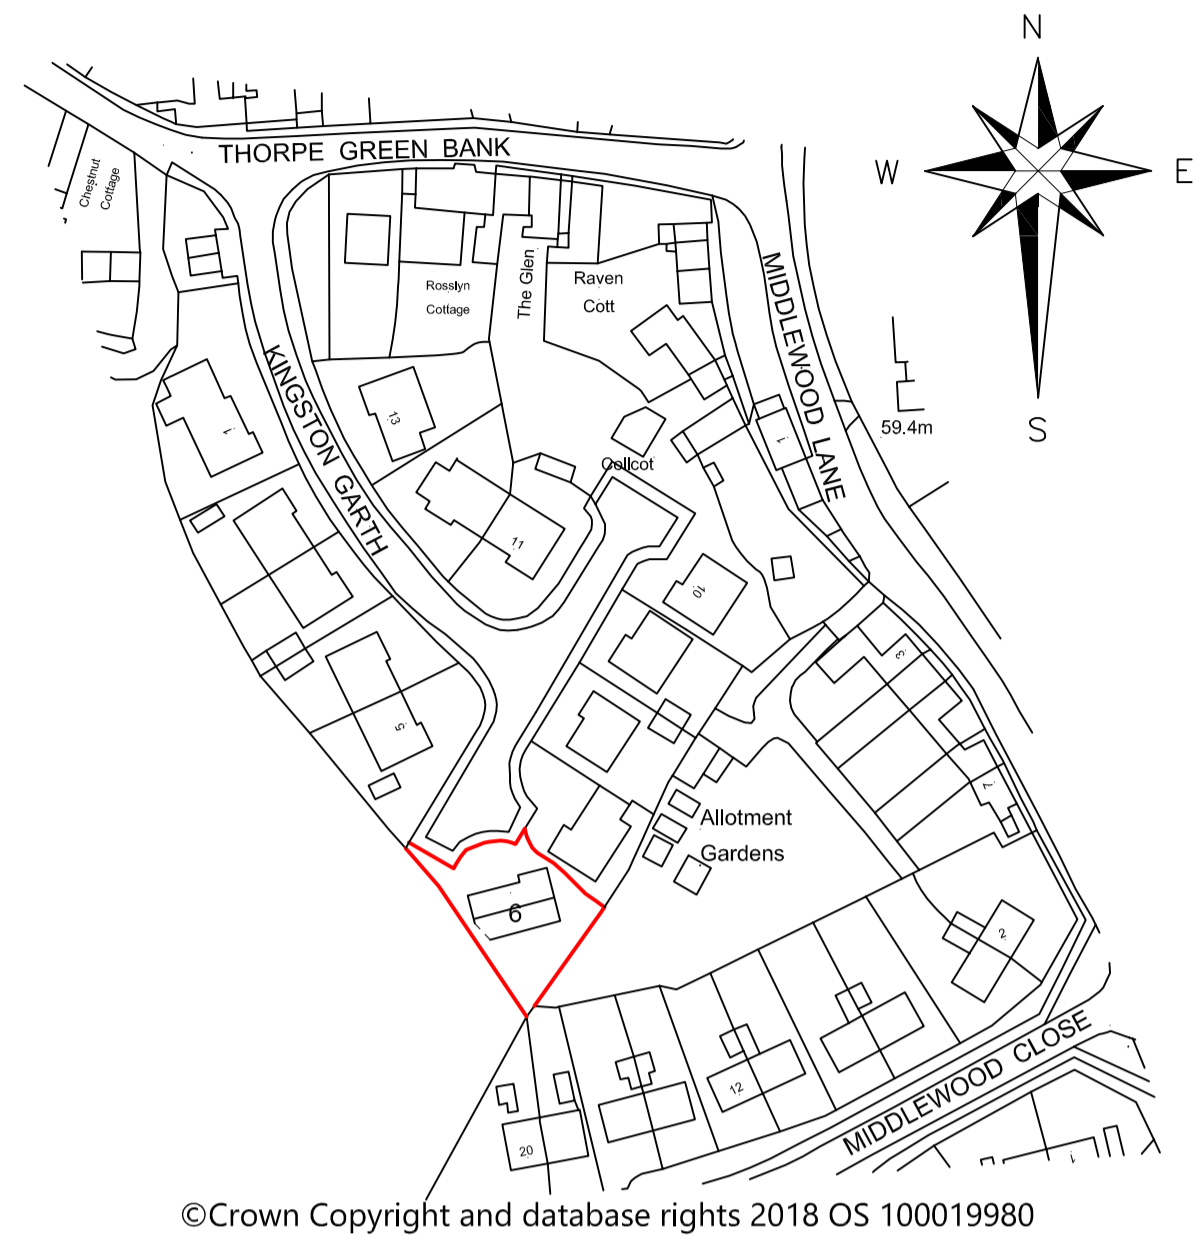 N
W
E
S
THORPE GREEN BANK
Chestnut
Cottage
Rosslyn
Cottage
The Glen
Raven
Cott
MIDDLEWOOD LANE
KINGSTON GARTH
59.4m
1
13
1
Collcot
11
10
3
5
7
Allotment
Gardens
6
2
12
20
MIDDLEWOOD CLOSE
1
©Crown Copyright and database rights 2018 OS 100019980